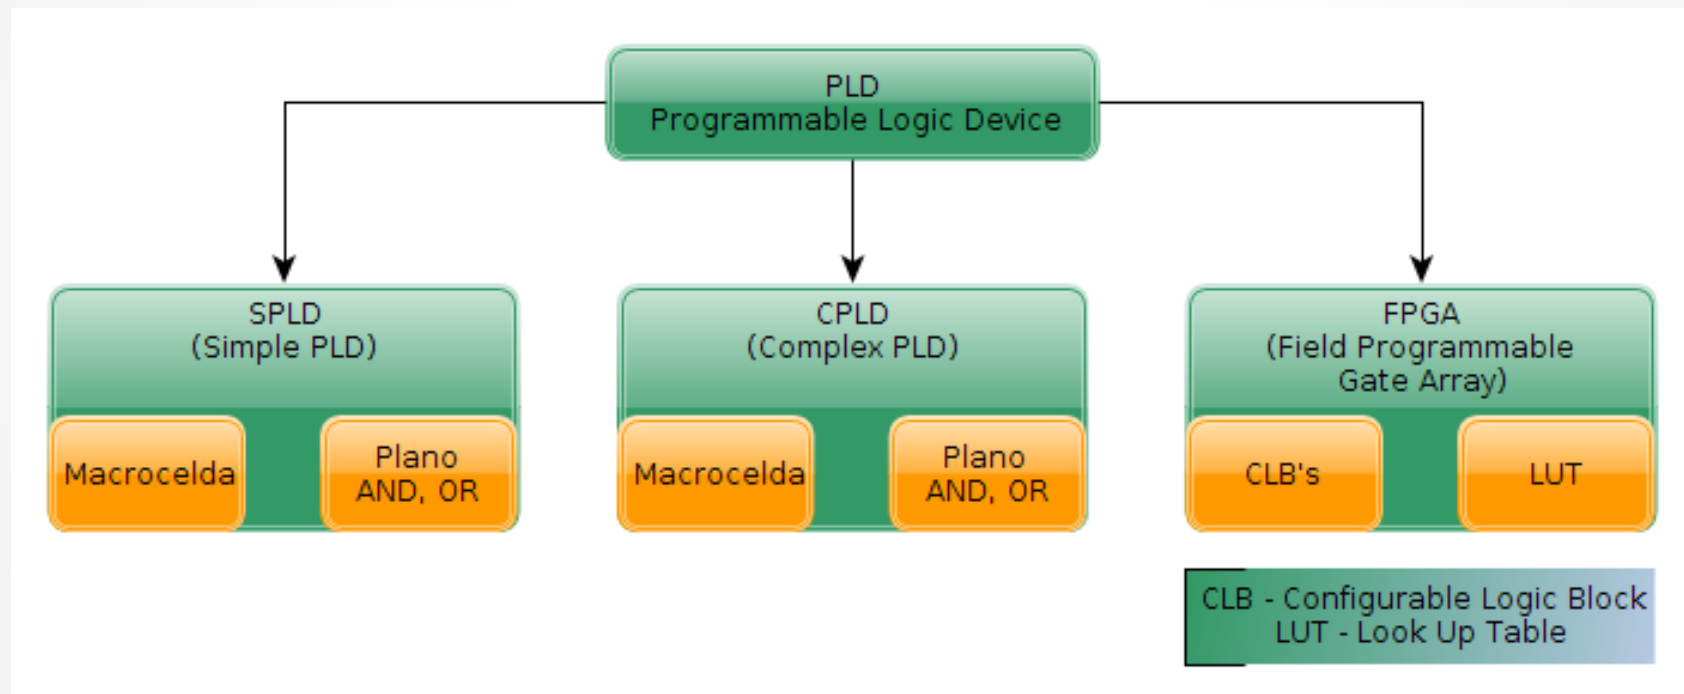 PLD
Programmable Logic Device
SPLD
(Simple PLD)
Macrocelda
Plano
AND, OR
CPLD
(Complex PLD)
Macrocelda
Plano
AND, OR
FPGA
(Field Programmable
Gate Array)
CLB's
LUT
CLB - Configurable Logic Block
LUT - Look Up Table